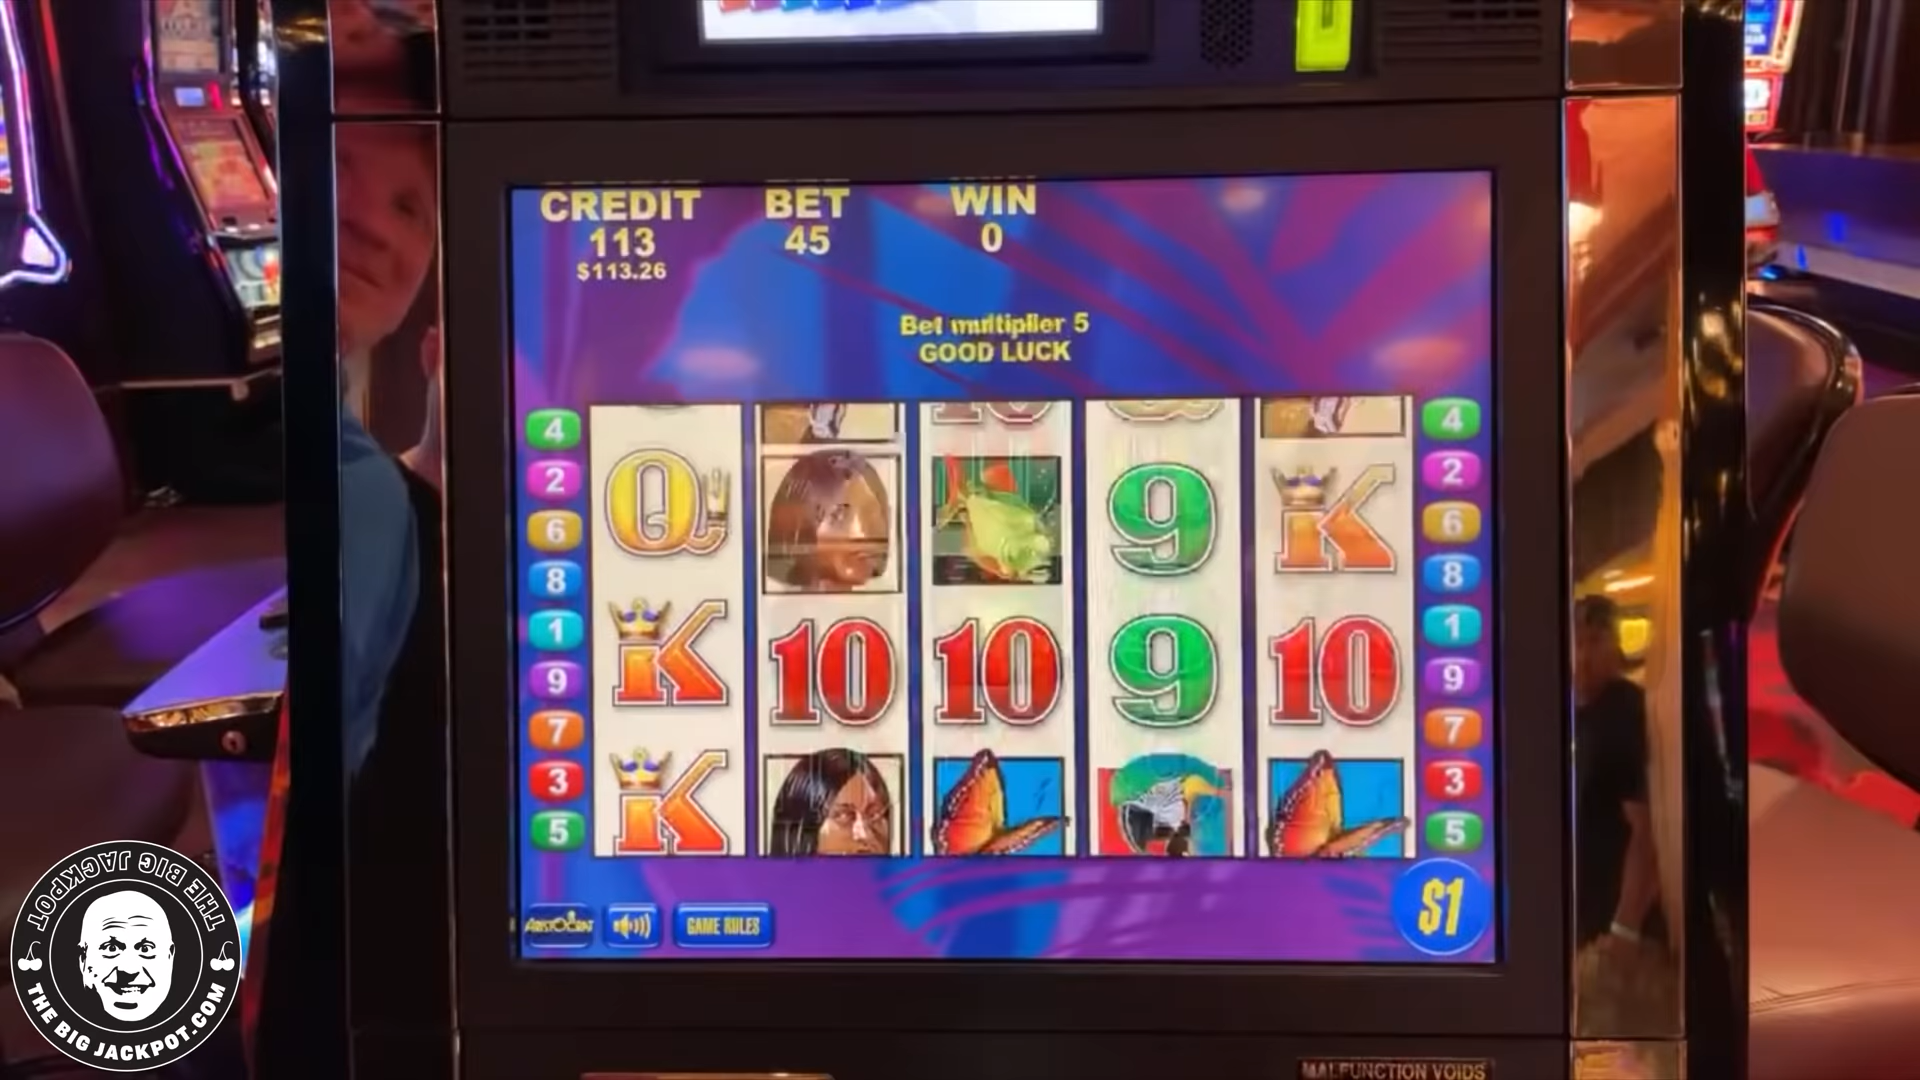 CREDIT BET WIN
113 45 0
$113.26
Bet multiplier 5
GOOD LUCK
4 10 4
2 Q 9 K 2
6 6
8 8
1 K 10 10 9 10 1
9 9
7 7
3 K 3
5 5
ARISTOCRAT GAME RULES $1
THE BIG JACKPOT
THE BIG JACKPOT.COM
MALFUNCTION VOIDS